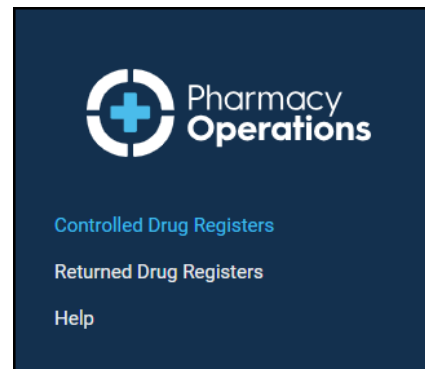 Pharmacy
Operations
Controlled Drug Registers
Returned Drug Registers
Help